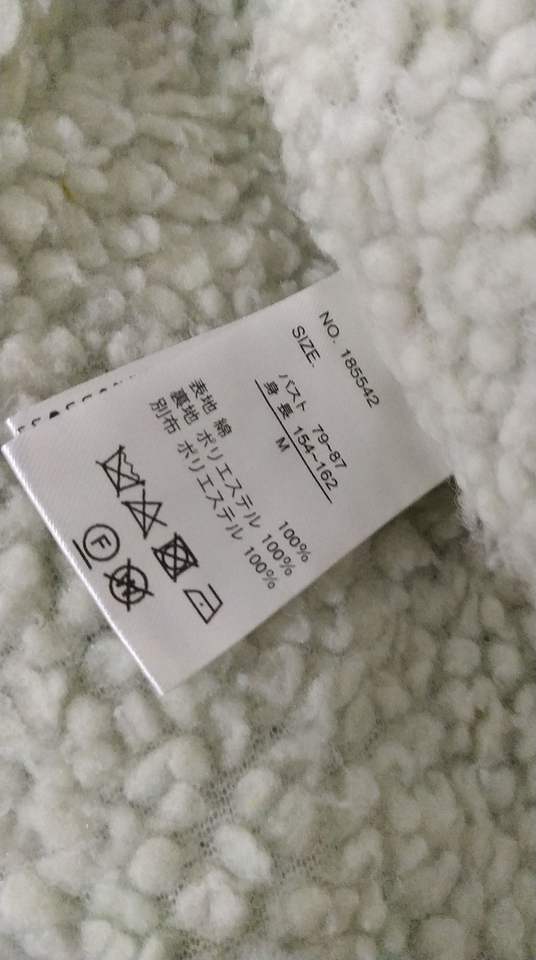 NO. 185542
SIZE.
バスト 79-87
身長 154~162
M
表地 綿 100%
裏地 ポリエステル 100%
別布 ポリエステル 100%
F
W